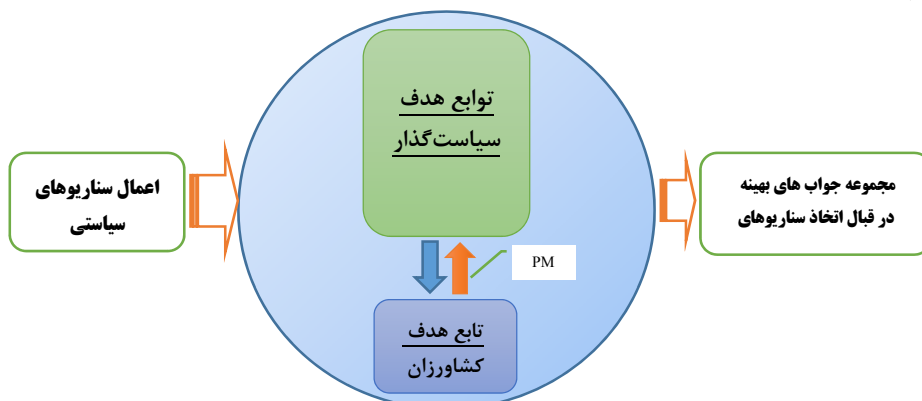 توابع هدف
سیاست‌گذار
اعمال سناریوهای
سیاستی
مجموعه جواب های بهینه
در قبال اتخاذ سناریوهای
PM
تابع هدف
کشاورزان